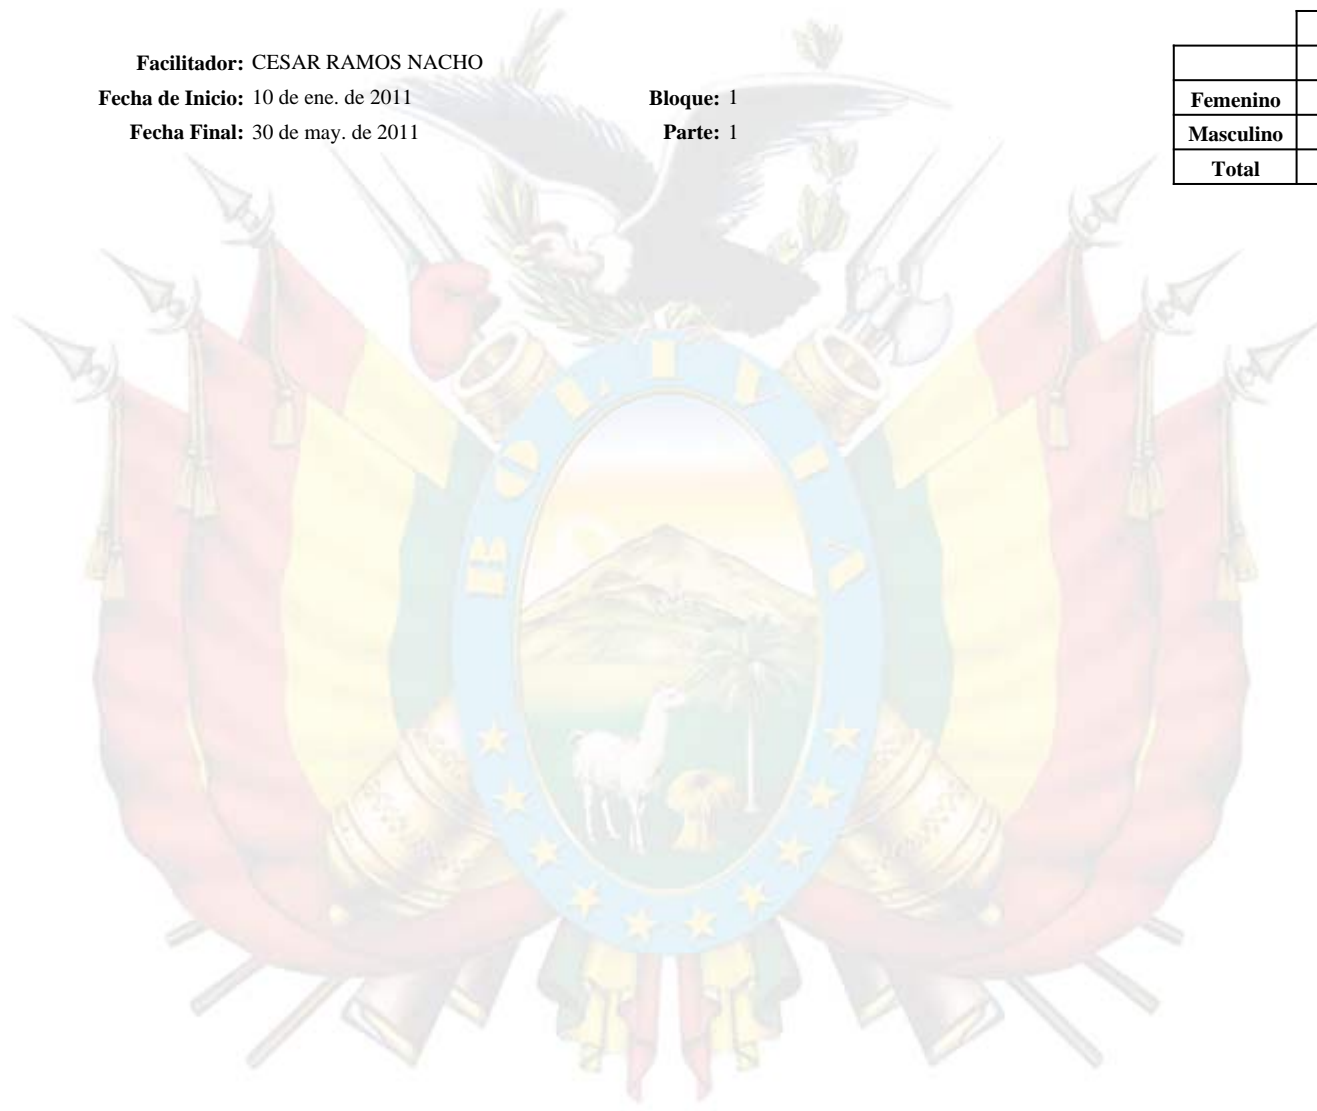 Facilitador: CESAR RAMOS NACHO
Fecha de Inicio: 10 de ene. de 2011 Bloque: 1
Fecha Final: 30 de may. de 2011 Parte: 1
Femenino
Masculino
Total
BOLIVIA